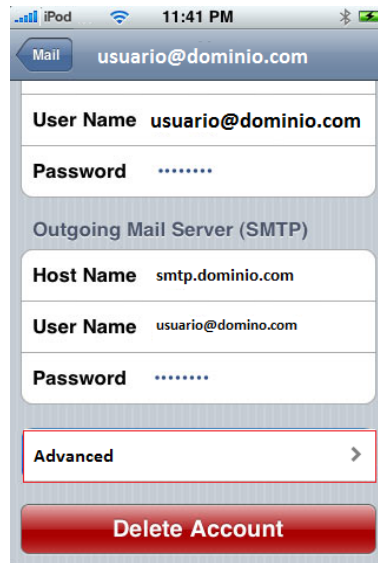 iPod 11:41 PM
Mail usuario@dominio.com
User Name usuario@dominio.com
Password ••••••••
Outgoing Mail Server (SMTP)
Host Name smtp.dominio.com
User Name usuario@domino.com
Password ••••••••
Advanced
Delete Account